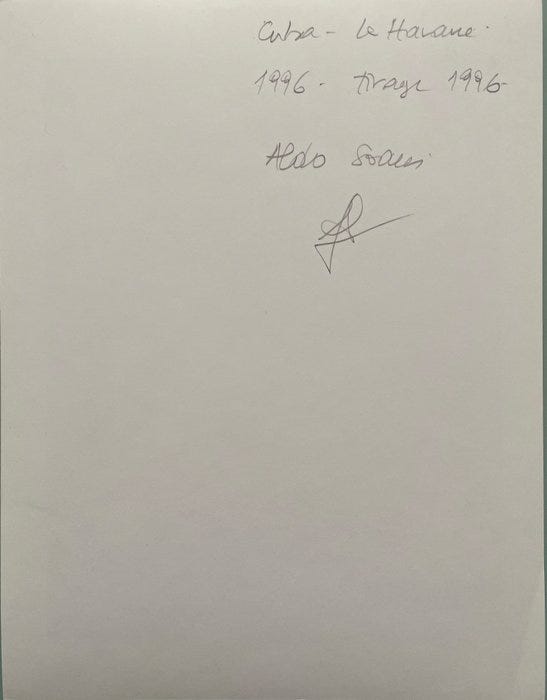 Cuba - La Havane.
1996 - tirage 1996-
Aldo Soares